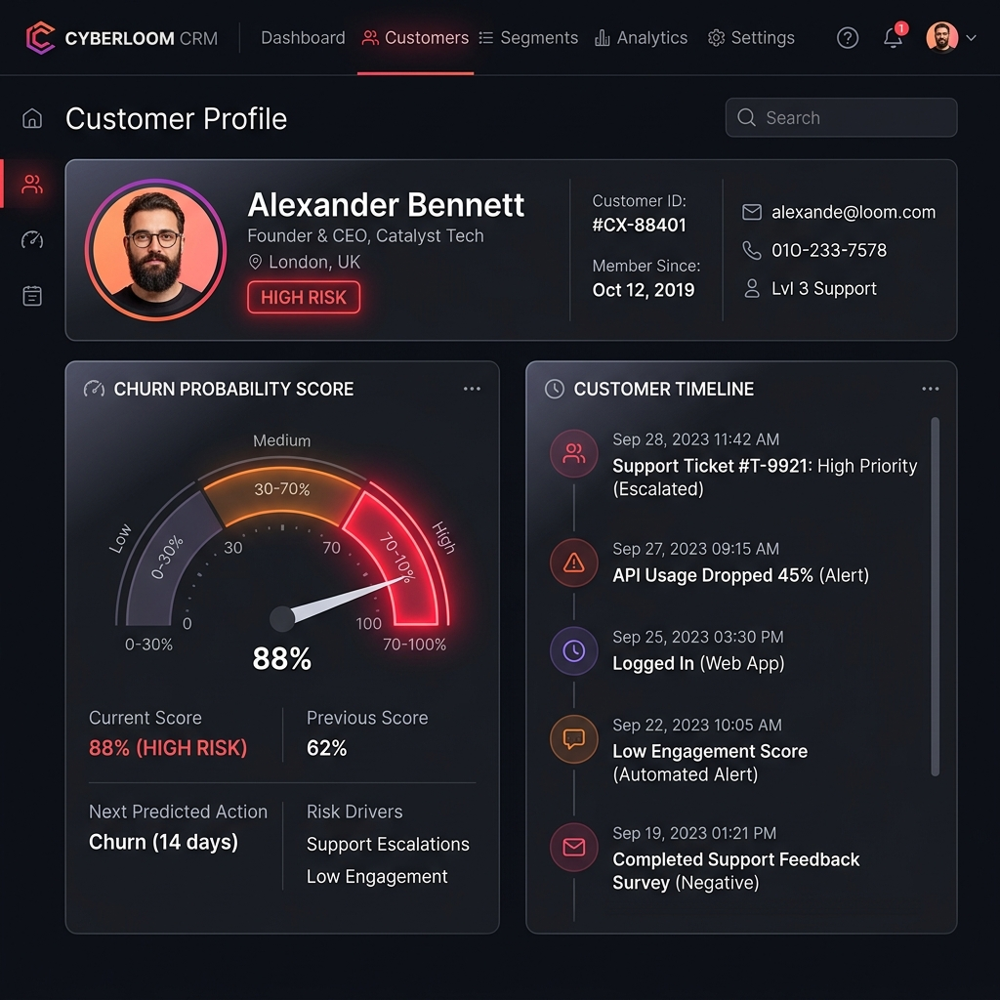 CYBERLOOM CRM
Dashboard
Customers
Segments
Analytics
Settings
1
Customer Profile
Search
Alexander Bennett
Founder & CEO, Catalyst Tech
London, UK
HIGH RISK
Customer ID:
#CX-88401
Member Since:
Oct 12, 2019
alexande@loom.com
010-233-7578
Lvl 3 Support
CHURN PROBABILITY SCORE
Medium
30-70%
Low
0-30%
High
70-10%
30
70
0
100
0-30%
70-100%
88%
Current Score
88% (HIGH RISK)
Previous Score
62%
Next Predicted Action
Churn (14 days)
Risk Drivers
Support Escalations
Low Engagement
CUSTOMER TIMELINE
Sep 28, 2023 11:42 AM
Support Ticket #T-9921: High Priority
(Escalated)
Sep 27, 2023 09:15 AM
API Usage Dropped 45% (Alert)
Sep 25, 2023 03:30 PM
Logged In (Web App)
Sep 22, 2023 10:05 AM
Low Engagement Score
(Automated Alert)
Sep 19, 2023 01:21 PM
Completed Support Feedback
Survey (Negative)